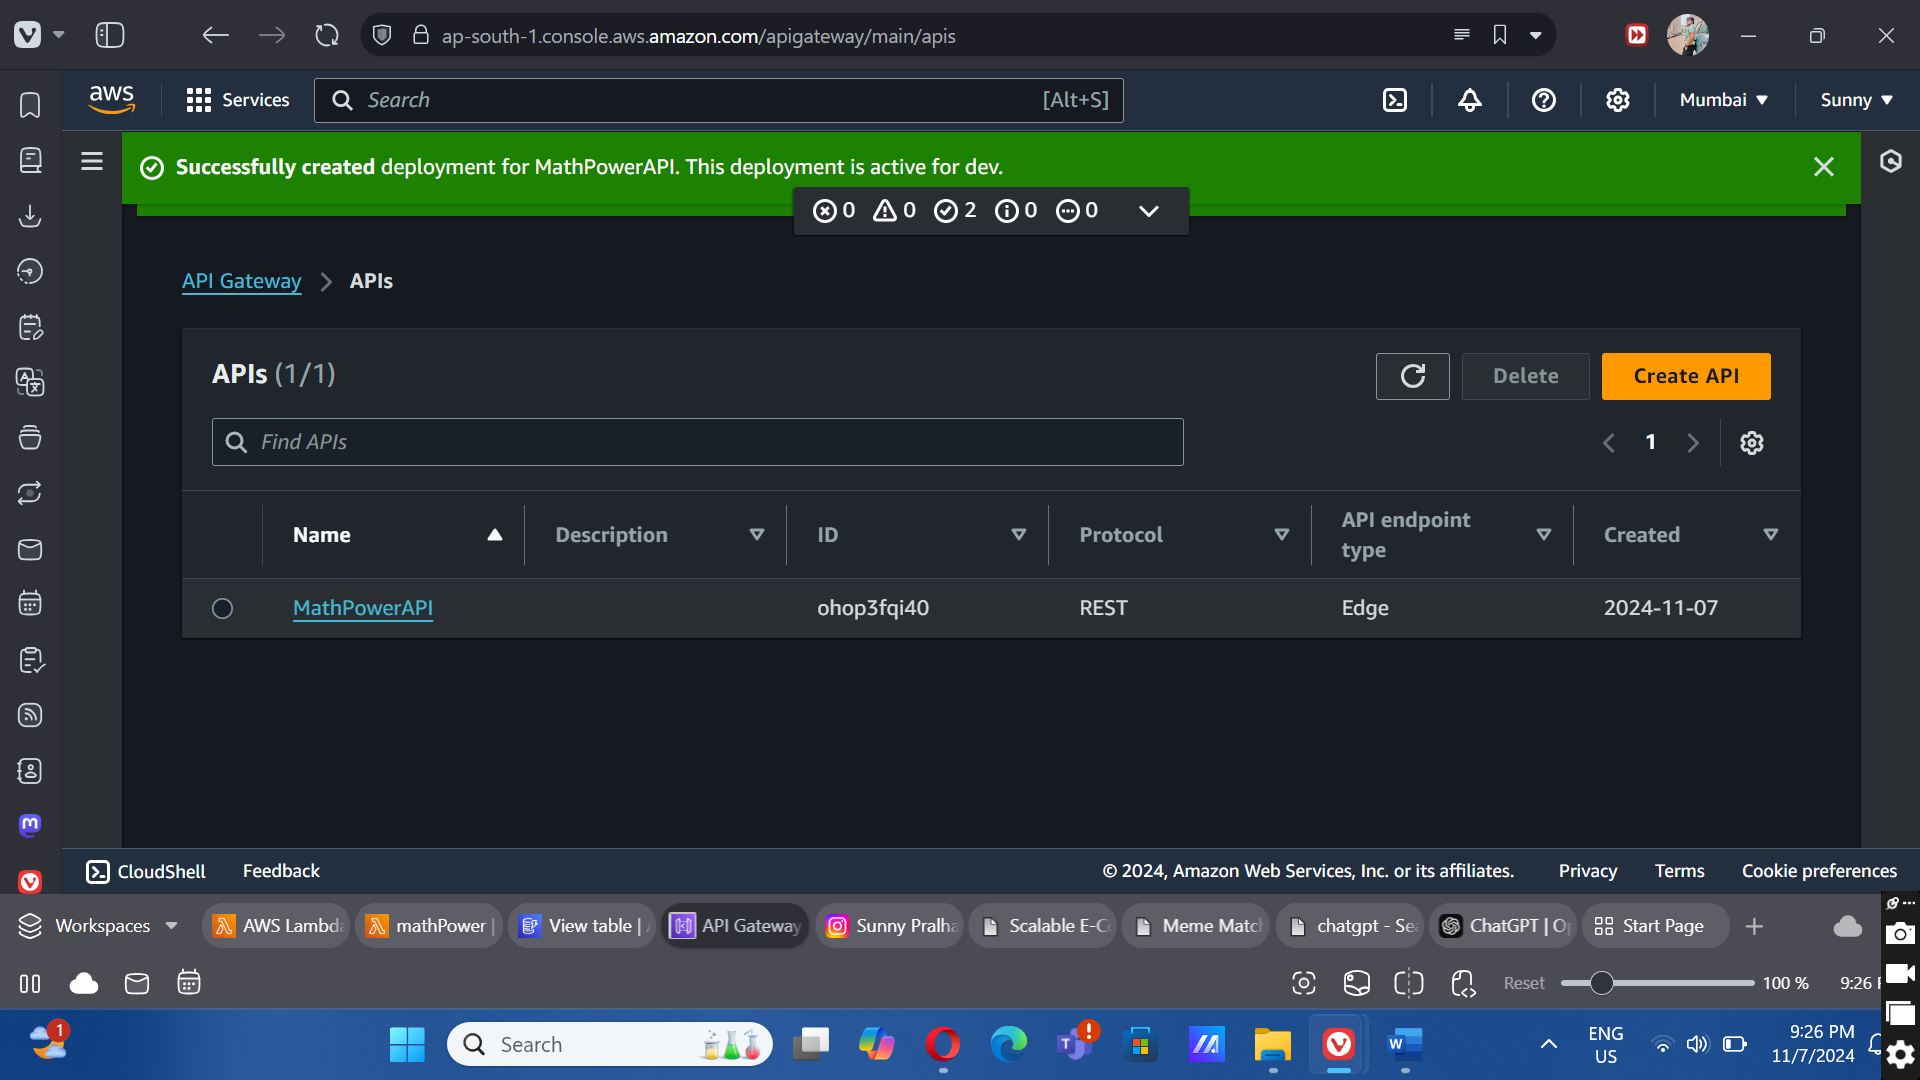 ap-south-1.console.aws.amazon.com/apigateway/main/apis
aws
Services
Search
[Alt+S]
Mumbai
Sunny
Successfully created deployment for MathPowerAPI. This deployment is active for dev.
0
0
2
0
0
API Gateway
APIs
APIs (1/1)
Delete
Create API
Find APIs
1
Name
Description
ID
Protocol
API endpoint
type
Created
MathPowerAPI
ohop3fqi40
REST
Edge
2024-11-07
CloudShell
Feedback
© 2024, Amazon Web Services, Inc. or its affiliates.
Privacy
Terms
Cookie preferences
Workspaces
AWS Lambda
mathPower |
View table |
API Gateway
Sunny Pralha
Scalable E-C
Meme Match
chatgpt - Sea
ChatGPT | Op
Start Page
Reset
100 %
9:26
1
Search
ENG
US
9:26 PM
11/7/2024